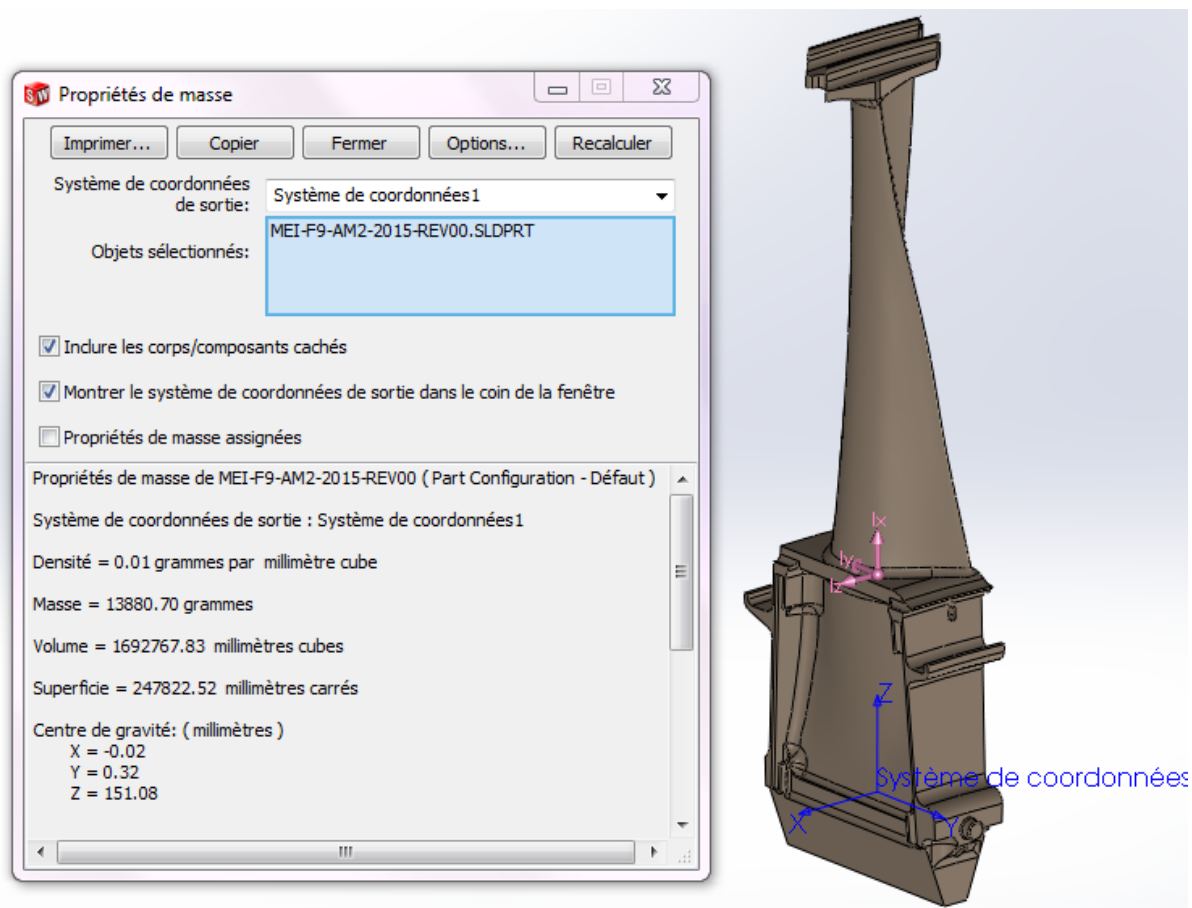 Propriétés de masse
Imprimer... Copier Fermer Options... Recalculer
Système de coordonnées
de sortie:
Système de coordonnées1
Objets sélectionnés:
MEI-F9-AM2-2015-REV00.SLDPRT
Inclure les corps/composants cachés
Montrer le système de coordonnées de sortie dans le coin de la fenêtre
Propriétés de masse assignées
Propriétés de masse de MEI-F9-AM2-2015-REV00 ( Part Configuration - Défaut )
Système de coordonnées de sortie : Système de coordonnées1
Densité = 0.01 grammes par millimètre cube
Masse = 13880.70 grammes
Volume = 1692767.83 millimètres cubes
Superficie = 247822.52 millimètres carrés
Centre de gravité: ( millimètres )
X = -0.02
Y = 0.32
Z = 151.08
Ix
Iy
Iz
Z
Système de coordonnées
X
Y